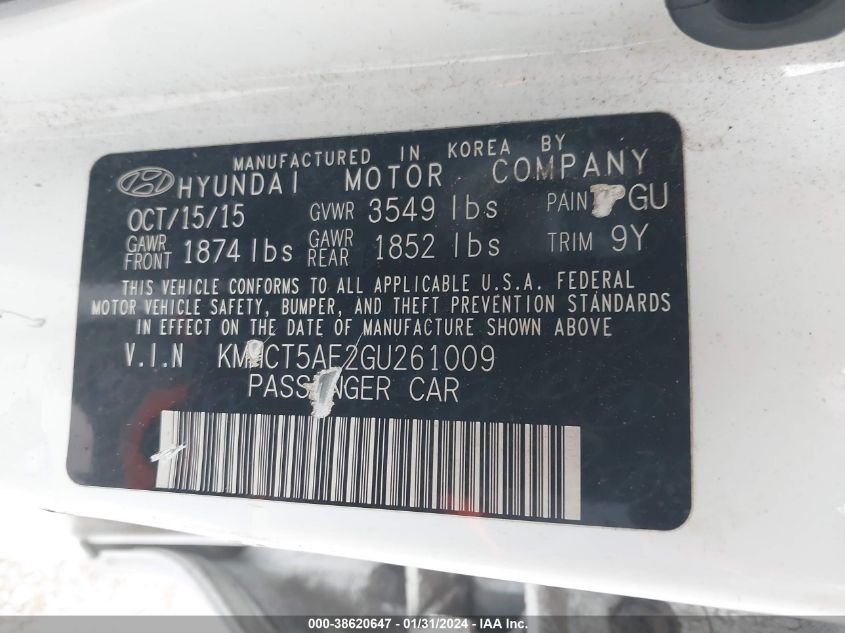 MANUFACTURED IN KOREA BY
HYUNDAI MOTOR COMPANY
OCT/15/15 GVWR 3549 lbs GU
GAWR FRONT 1874 lbs GAWR REAR 1852 lbs TRIM 9Y
THIS VEHICLE CONFORMS TO ALL APPLICABLE U.S.A. FEDERAL
MOTOR VEHICLE SAFETY, BUMPER, AND THEFT PREVENTION STANDARDS
IN EFFECT ON THE DATE OF MANUFACTURE SHOWN ABOVE
V.I.N
CAR
000-38620647 / 01/31/2024 - IAA Inc.